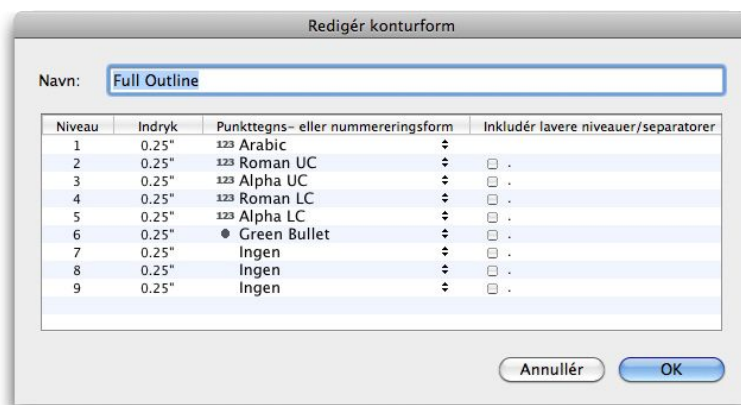 Redigér konturform
Navn: Full Outline
Niveau Indryk Punkttegns- eller nummereringsform Inkludér lavere niveauer/separatorer
1 0.25" 123 Arabic
2 0.25" 123 Roman UC .
3 0.25" 123 Alpha UC .
4 0.25" 123 Roman LC .
5 0.25" 123 Alpha LC .
6 0.25" Green Bullet .
7 0.25" Ingen .
8 0.25" Ingen .
9 0.25" Ingen .
Annullér OK